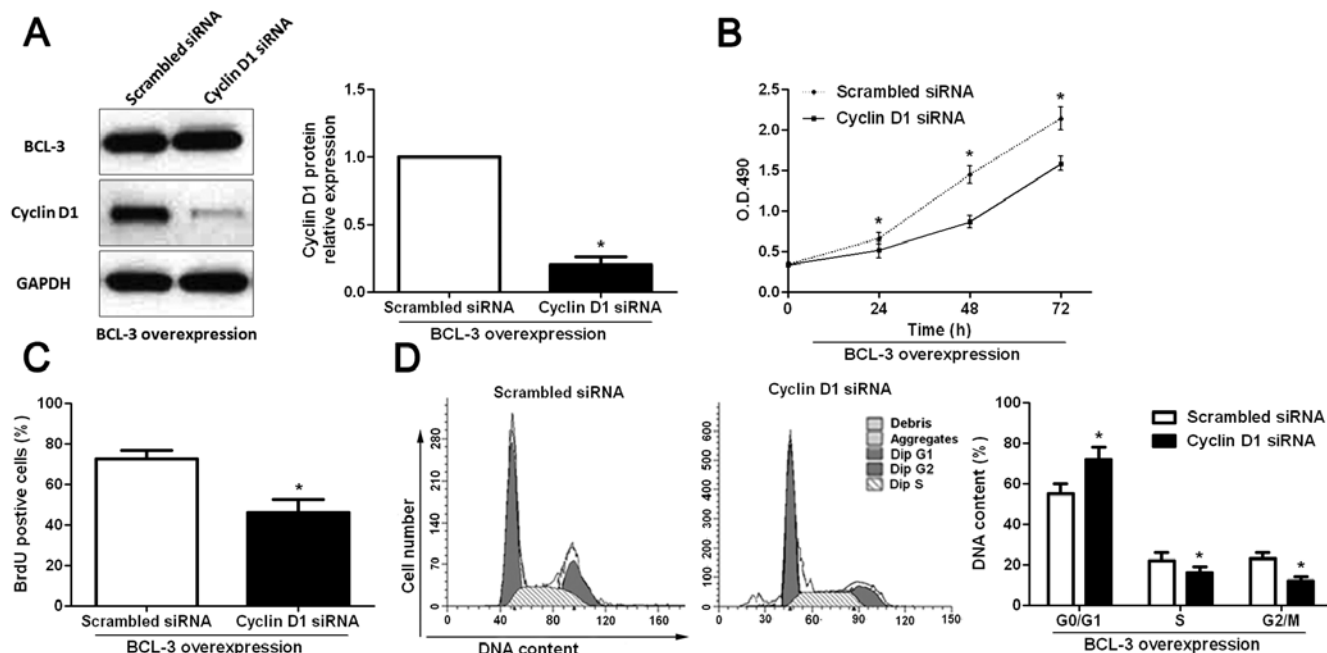 A
Scrambled siRNA
Cyclin D1 siRNA
BCL-3
Cyclin D1
GAPDH
BCL-3 overexpression
Cyclin D1 protein
relative expression
1.5
1.0
0.5
0.0
Scrambled siRNA
Cyclin D1 siRNA
*
BCL-3 overexpression
B
Scrambled siRNA
Cyclin D1 siRNA
O.D.490
2.5
2.0
1.5
1.0
0.5
0.0
*
*
*
0 24 48 72
Time (h)
BCL-3 overexpression
C
BrdU postive cells (%)
100
80
60
40
20
0
*
Scrambled siRNA
Cyclin D1 siRNA
BCL-3 overexpression
D
Scrambled siRNA
Cell number
280
210
140
70
0
0 40 80 120 160
DNA content
Cyclin D1 siRNA
600
500
400
300
200
100
0
0 30 60 90 120 150
Debris
Aggregates
Dip G1
Dip G2
Dip S
DNA content (%)
100
80
60
40
20
0
Scrambled siRNA
Cyclin D1 siRNA
*
*
*
G0/G1 S G2/M
BCL-3 overexpression